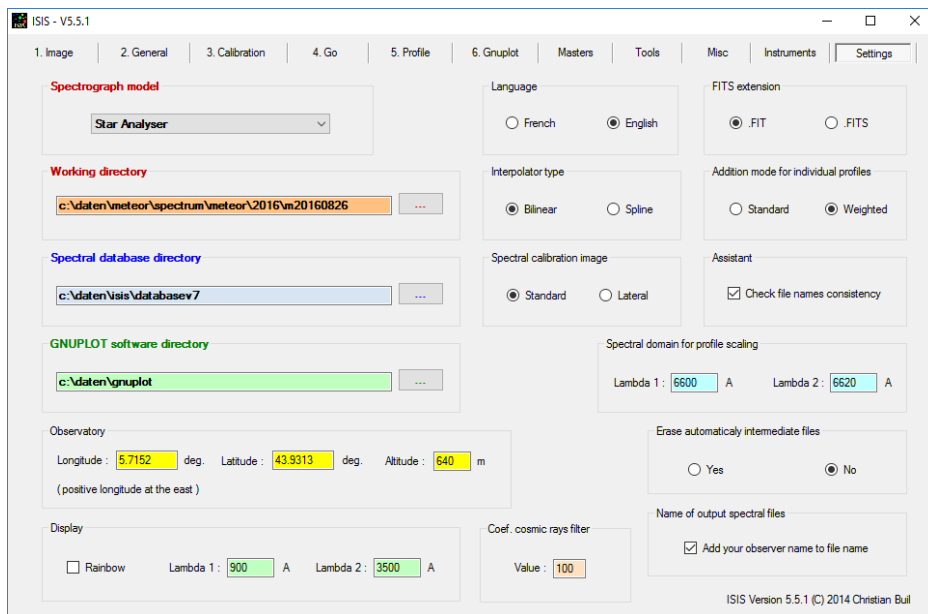 ISIS - V5.5.1
1. Image 2. General 3. Calibration 4. Go 5. Profile 6. Gnuplot Masters Tools Misc Instruments Settings
Spectrograph model
Star Analyser
Language
French English
FITS extension
.FIT .FITS
Working directory
c:\daten\meteor\spectrum\meteor\2016\m20160826 ...
Interpolator type
Bilinear Spline
Addition mode for individual profiles
Standard Weighted
Spectral database directory
c:\daten\isis\databasev7 ...
Spectral calibration image
Standard Lateral
Assistant
Check file names consistency
GNUPLOT software directory
c:\daten\gnuplot ...
Spectral domain for profile scaling
Lambda 1 : 6600 A Lambda 2 : 6620 A
Observatory
Longitude : 5.7152 deg. Latitude : 43.9313 deg. Altitude : 640 m
( positive longitude at the east )
Erase automaticaly intermediate files
Yes No
Display
Rainbow Lambda 1 : 900 A Lambda 2 : 3500 A
Coef. cosmic rays filter
Value : 100
Name of output spectral files
Add your observer name to file name
ISIS Version 5.5.1 (C) 2014 Christian Buil